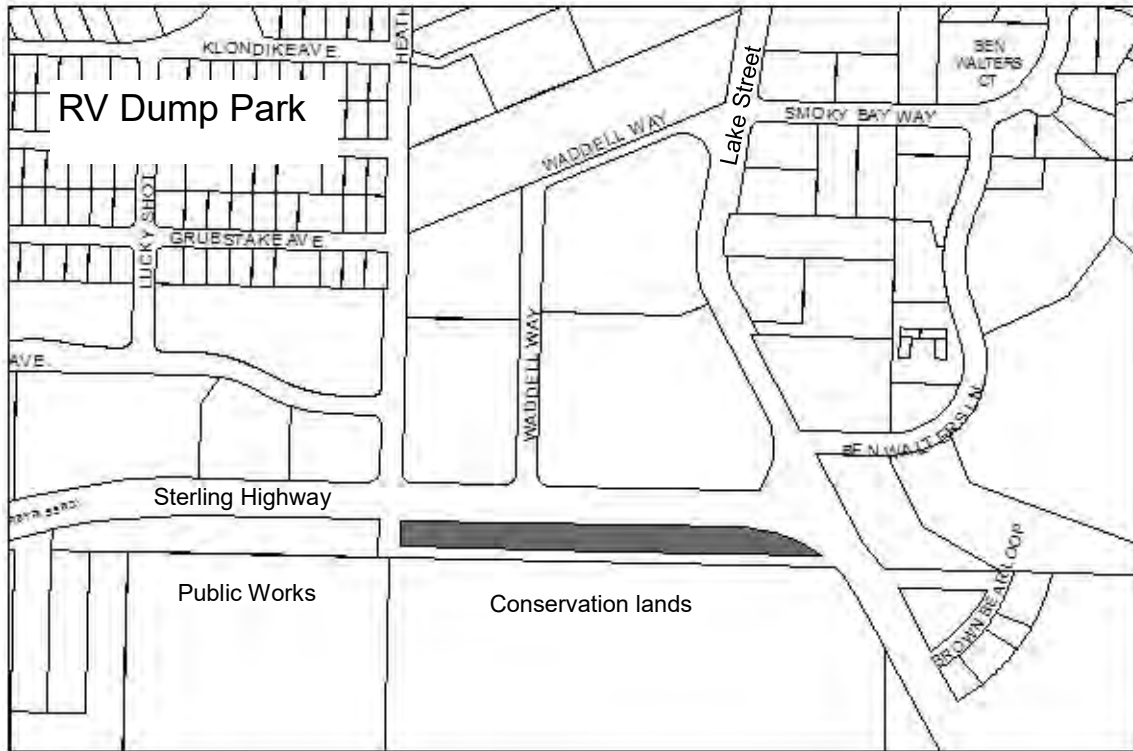 KLONDIKE AVE.
HEATH
RV Dump Park
Lake Street
BEN
WALTERS
CT
SMOKY BAY WAY
WADDELL WAY
LUCKY SHOT
GRUBSTAKE AVE.
AVE.
WADDELL WAY
BEN WALTERS LN
Sterling Highway
BROWN BEAR LOOP
Public Works
Conservation lands